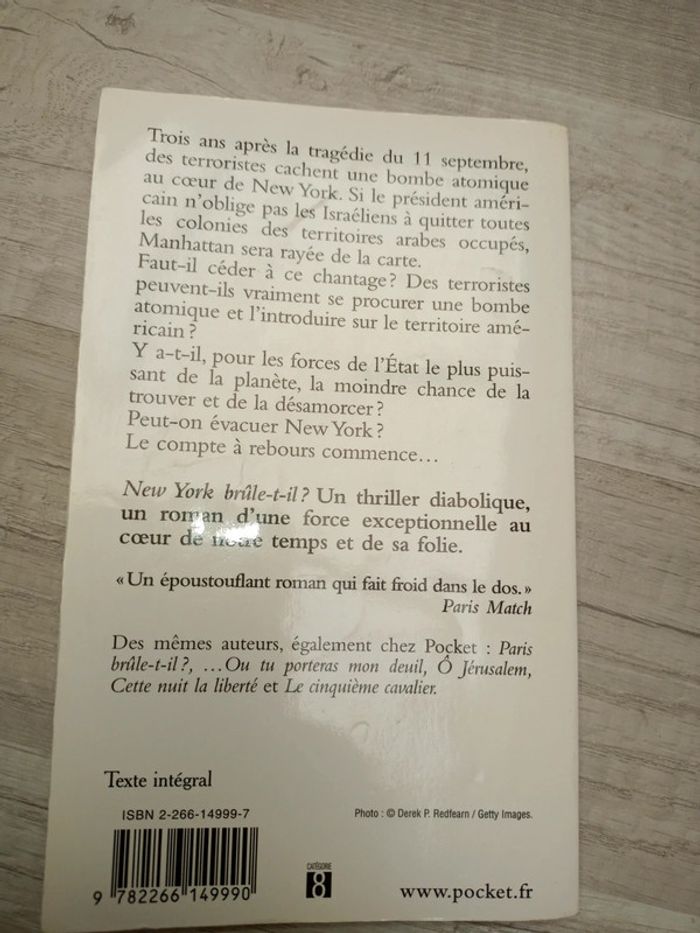 Trois ans après la tragédie du 11 septembre,
des terroristes cachent une bombe atomique
au cœur de New York. Si le président améri-
cain n'oblige pas les Israéliens à quitter toutes
les colonies des territoires arabes occupés,
Manhattan sera rayée de la carte.
Faut-il céder à ce chantage ? Des terroristes
peuvent-ils vraiment se procurer une bombe
atomique et l'introduire sur le territoire amé-
ricain ?
Y a-t-il, pour les forces de l'État le plus puis-
sant de la planète, la moindre chance de la
trouver et de la désamorcer ?
Peut-on évacuer New York ?
Le compte à rebours commence…
New York brûle-t-il ? Un thriller diabolique,
un roman d'une force exceptionnelle au
cœur de notre temps et de sa folie.
« Un époustouflant roman qui fait froid dans le dos. »
Paris Match
Des mêmes auteurs, également chez Pocket : Paris
brûle-t-il ?, …Ou tu porteras mon deuil, Ô Jérusalem,
Cette nuit la liberté et Le cinquième cavalier.
Texte intégral
ISBN 2-266-14999-7
Photo : © Derek P. Redfearn / Getty Images.
CATÉGORIE
8
9 782266 149990
www.pocket.fr